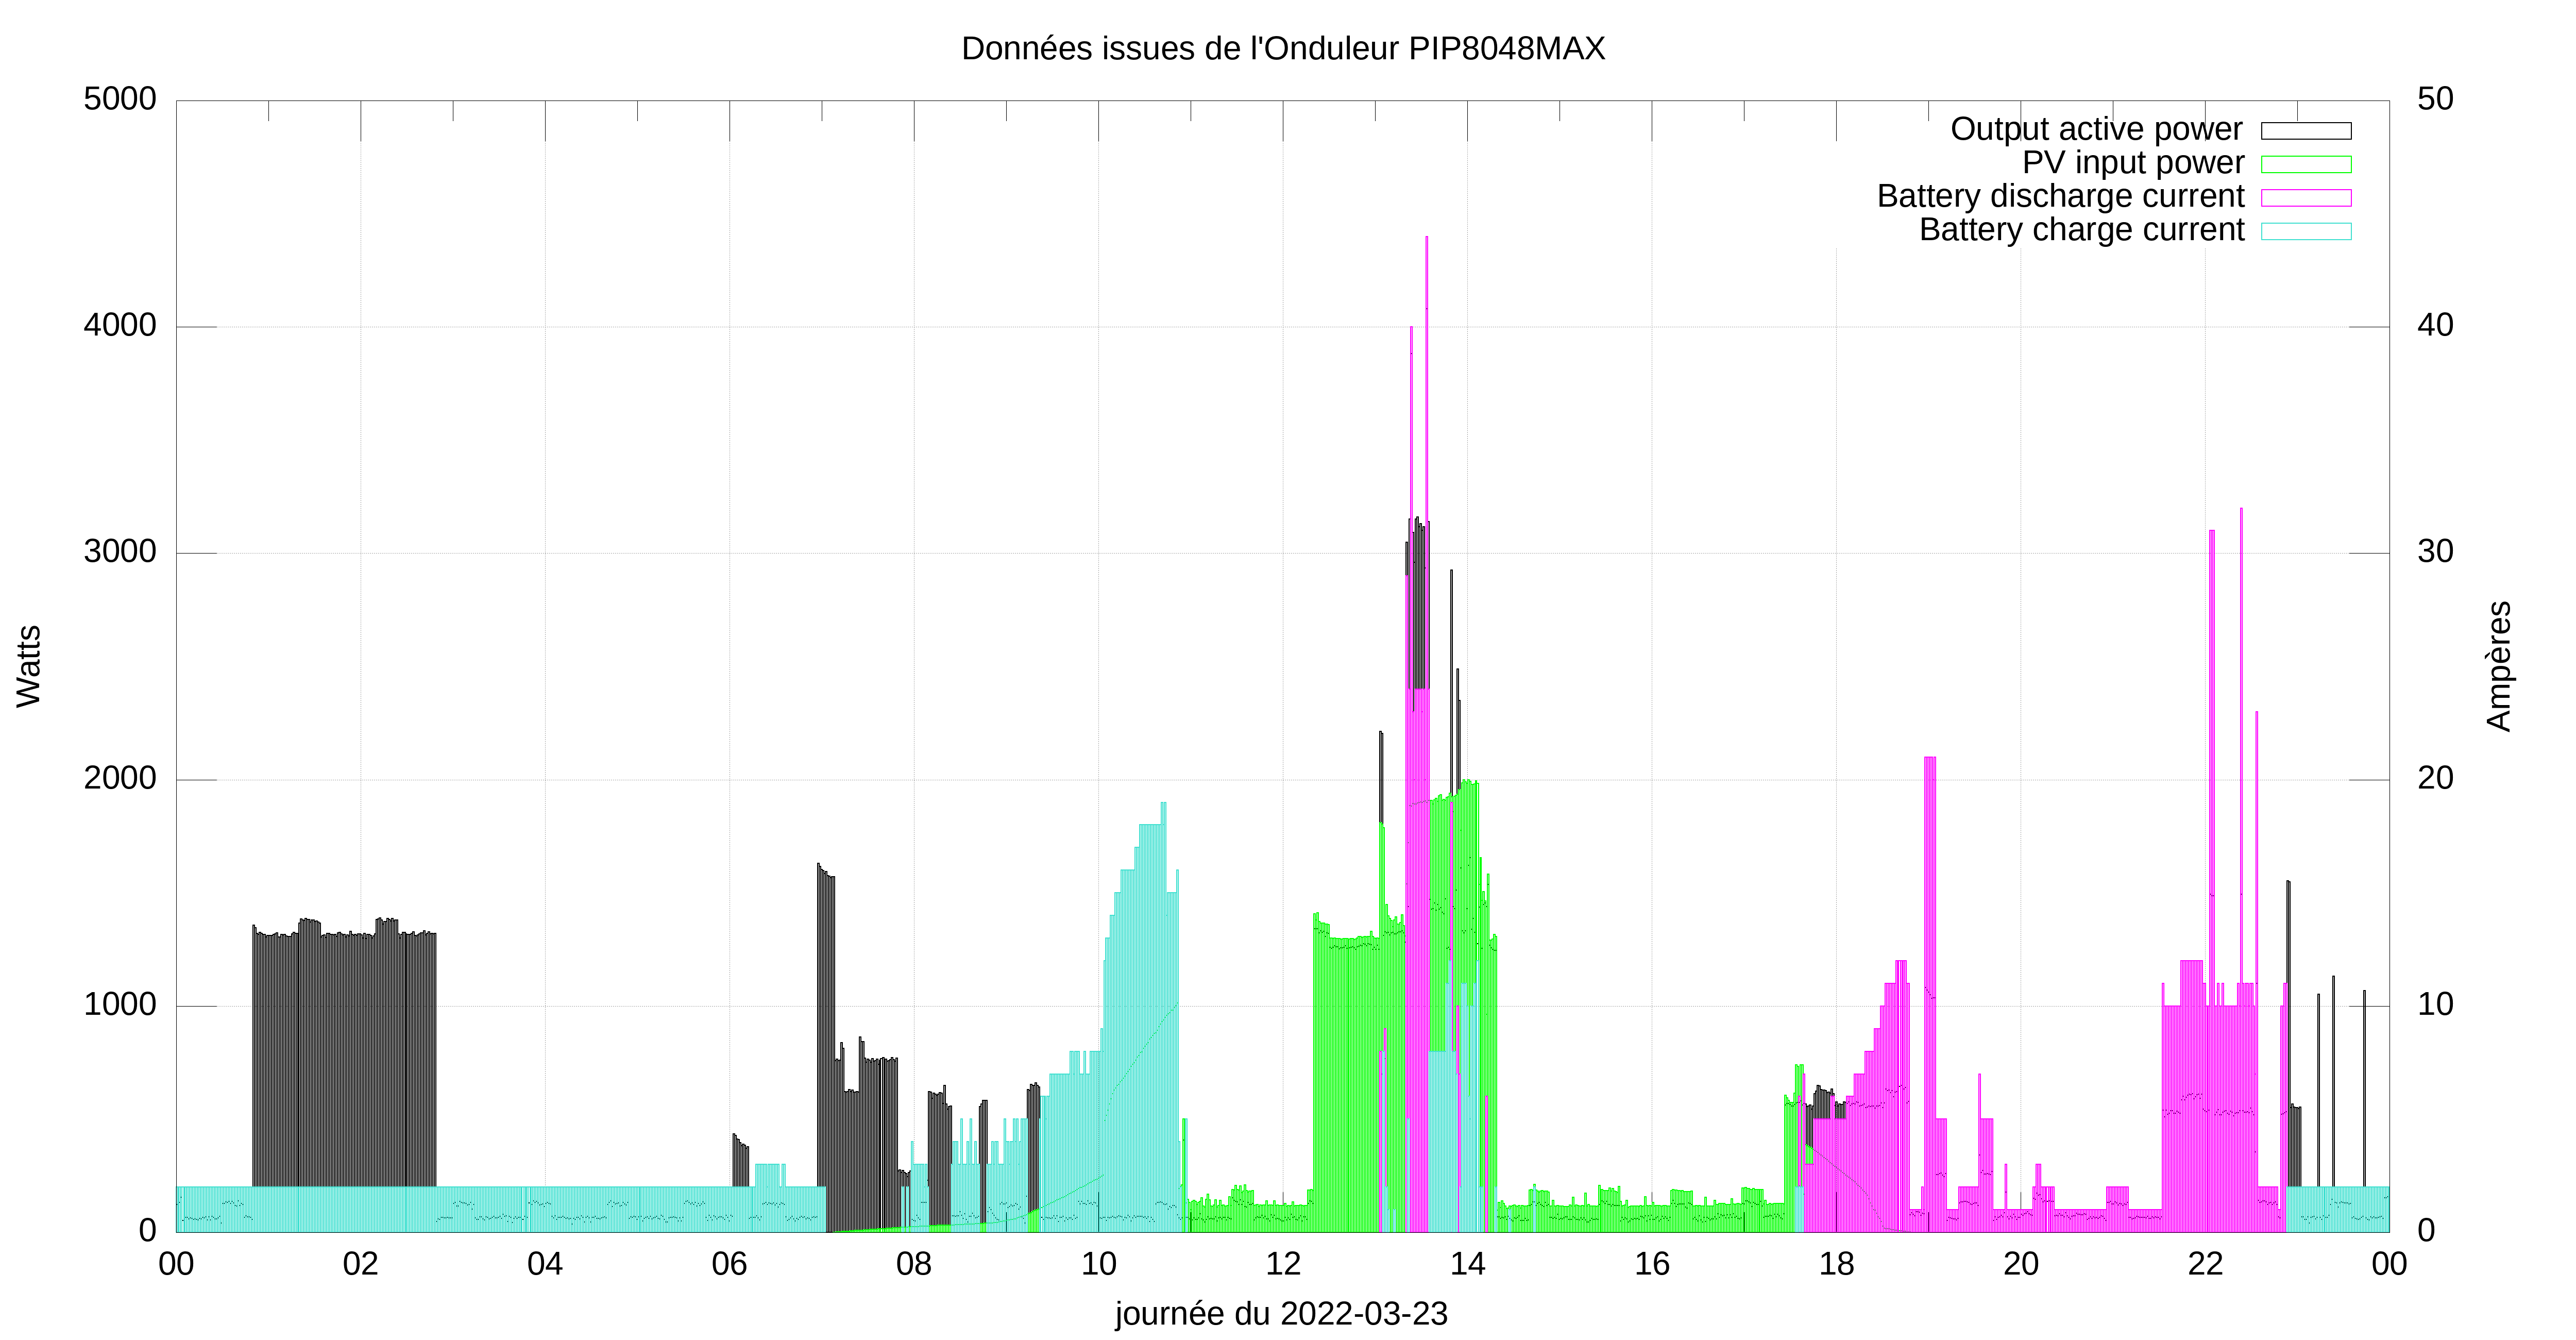 Données issues de l'Onduleur PIP8048MAX
Output active power
PV input power
Battery discharge current
Battery charge current
5000
4000
3000
2000
1000
0
50
40
30
20
10
0
Watts
Ampères
00 02 04 06 08 10 12 14 16 18 20 22 00
journée du 2022-03-23